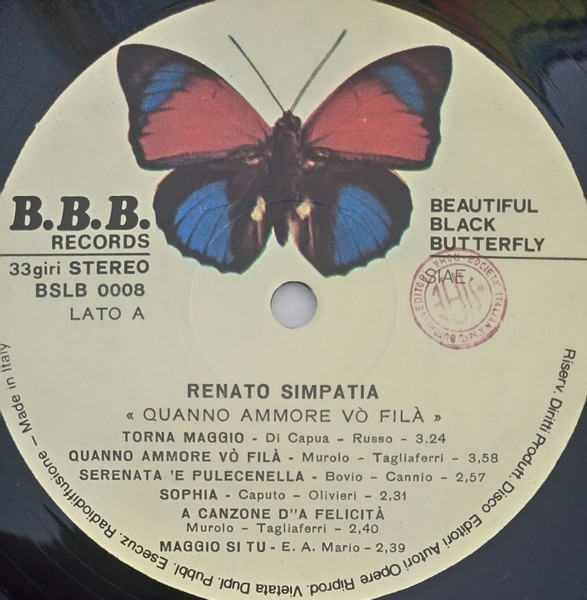 B.B.B.
RECORDS
33giri STEREO
BSLB 0008
LATO A
BEAUTIFUL
BLACK
BUTTERFLY
SIAE
RENATO SIMPATIA
« QUANNO AMMORE VÒ FILÀ »
TORNA MAGGIO - Di Capua - Russo - 3,24
QUANNO AMMORE VÒ FILÀ - Murolo - Tagliaferri - 3,58
SERENATA 'E PULECENELLA - Bovio - Cannio - 2,57
SOPHIA - Caputo - Olivieri - 2,31
A CANZONE D''A FELICITÀ
Murolo - Tagliaferri - 2,40
MAGGIO SI TU - E. A. Mario - 2,39
Riserv. Diritti Produtt. Disco Editori Autori Opere Riprod. Vietata Dupl. Pubbl. Esecuz. Radiodiffusione - Made in Italy